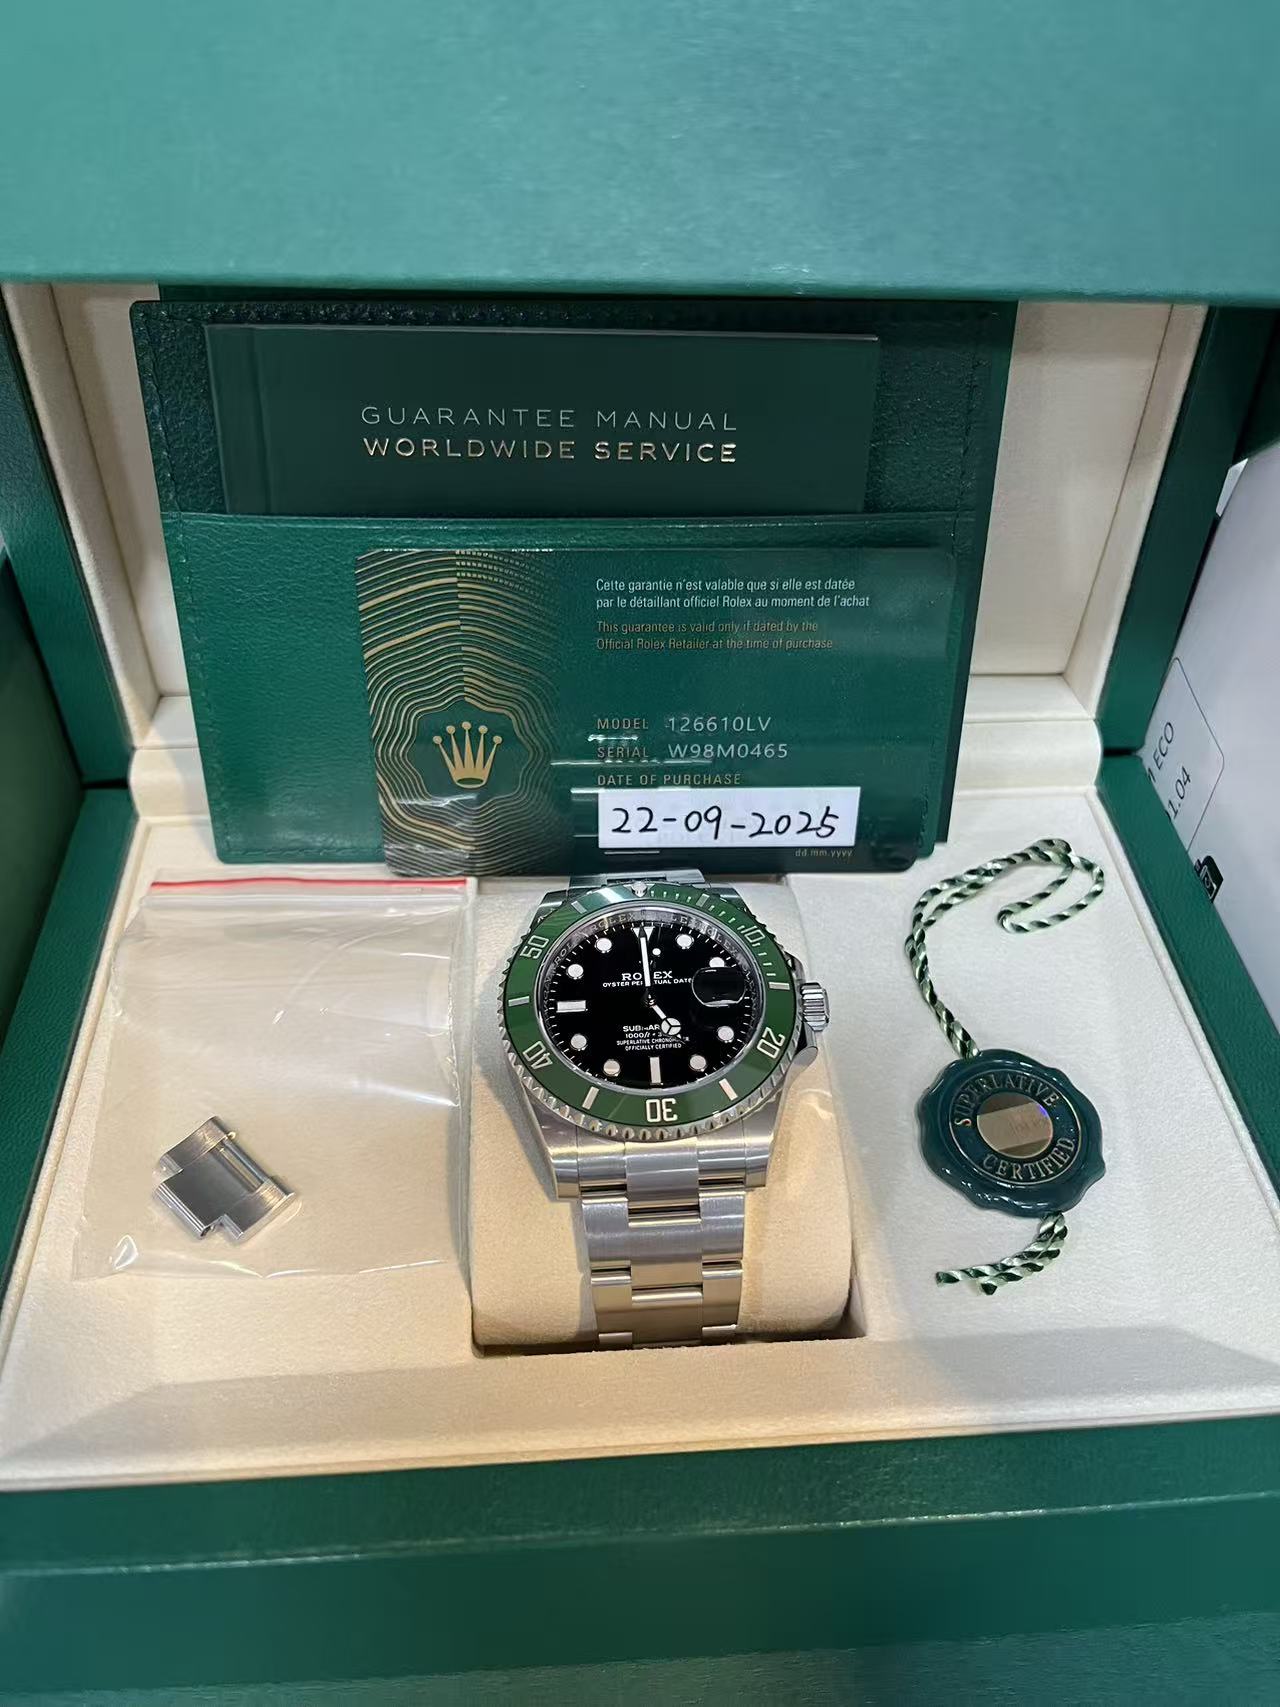 GUARANTEE MANUAL
WORLDWIDE SERVICE
Cette garantie n'est valable que si elle est datée
par le détaillant officiel Rolex au moment de l'achat
This guarantee is valid only if dated by the
Official Rolex Retailer at the time of purchase
MODEL 126610LV
SERIAL W98M0465
DATE OF PURCHASE
22-09-2025
dd.mm.yyyy
ECO
1.04
10
20
30
40
50
ROLEX
OYSTER PERPETUAL DATE
SUPERLATIVE CHRONOMETER
OFFICIALLY CERTIFIED
SUPERLATIVE
CERTIFIED